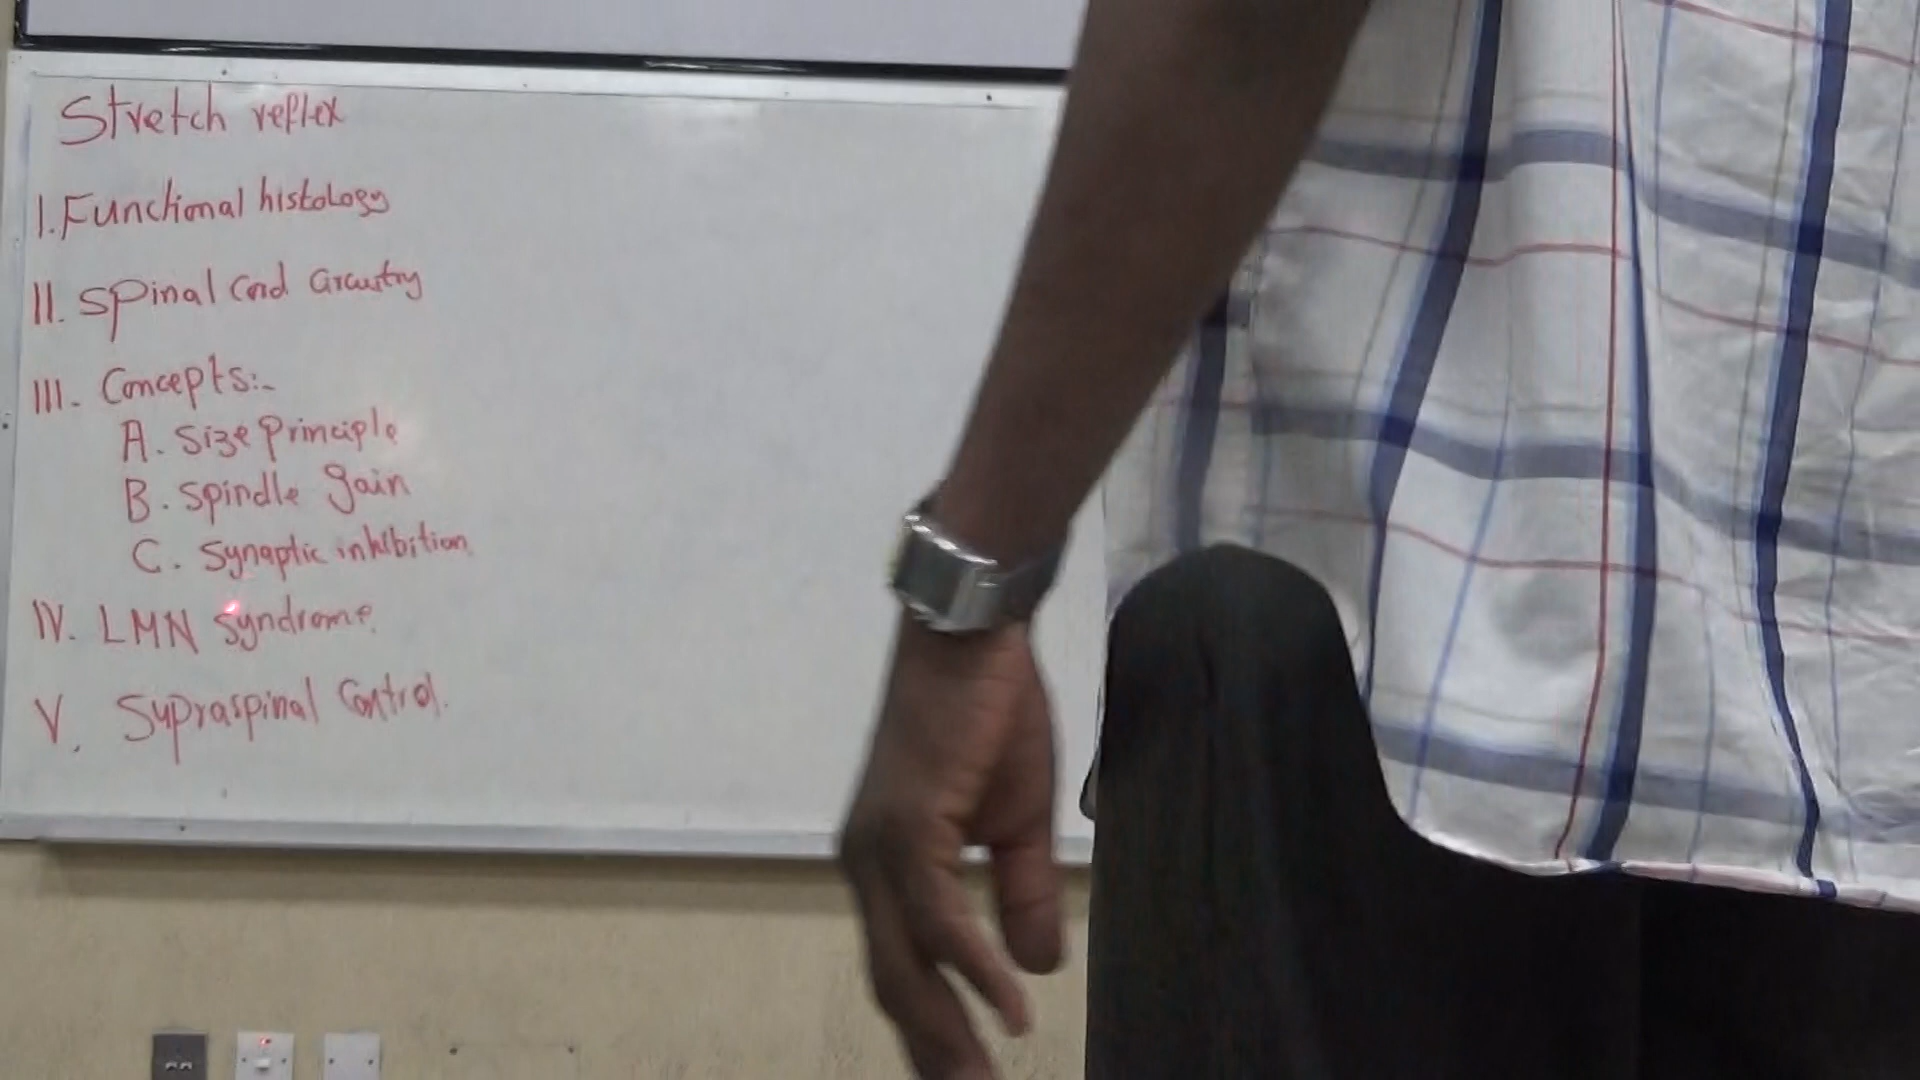 Stretch reflex
I. Functional histology
II. Spinal Cord Circuitry
III. Concepts:-
A. Size Principle
B. Spindle gain
C. Synaptic inhibition
IV. LMN Syndrome
V. Supraspinal Control.